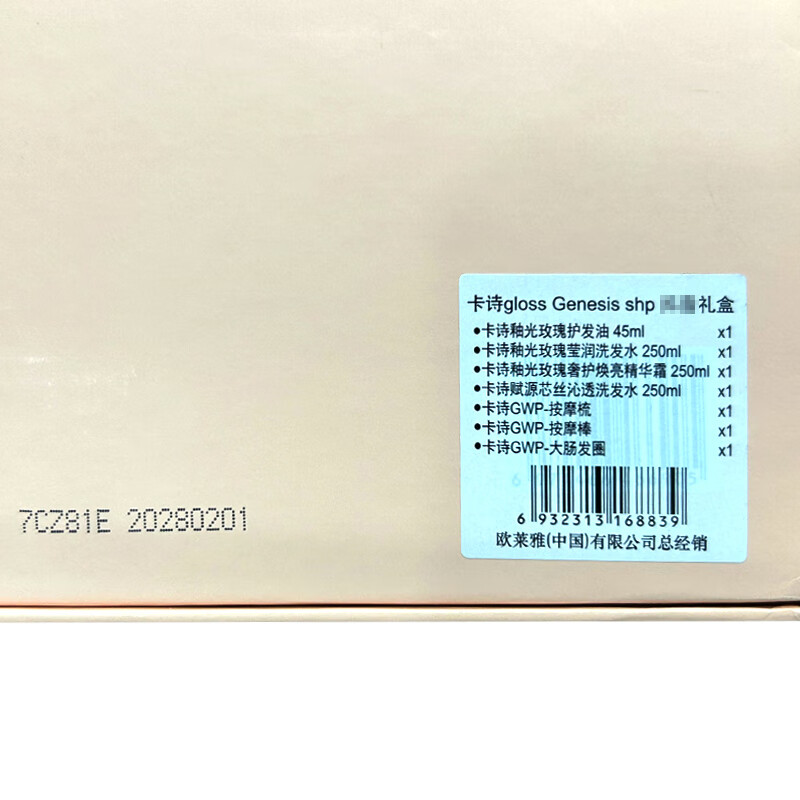 卡诗gloss Genesis shp 礼盒
•卡诗釉光玫瑰护发油 45ml x1
•卡诗釉光玫瑰莹润洗发水 250ml x1
•卡诗釉光玫瑰奢护焕亮精华霜 250ml x1
•卡诗赋源芯丝沁透洗发水 250ml x1
•卡诗GWP-按摩梳 x1
•卡诗GWP-按摩棒 x1
•卡诗GWP-大肠发圈 x1
6 932313 168839
欧莱雅(中国)有限公司总经销
7CZ81E 20280201